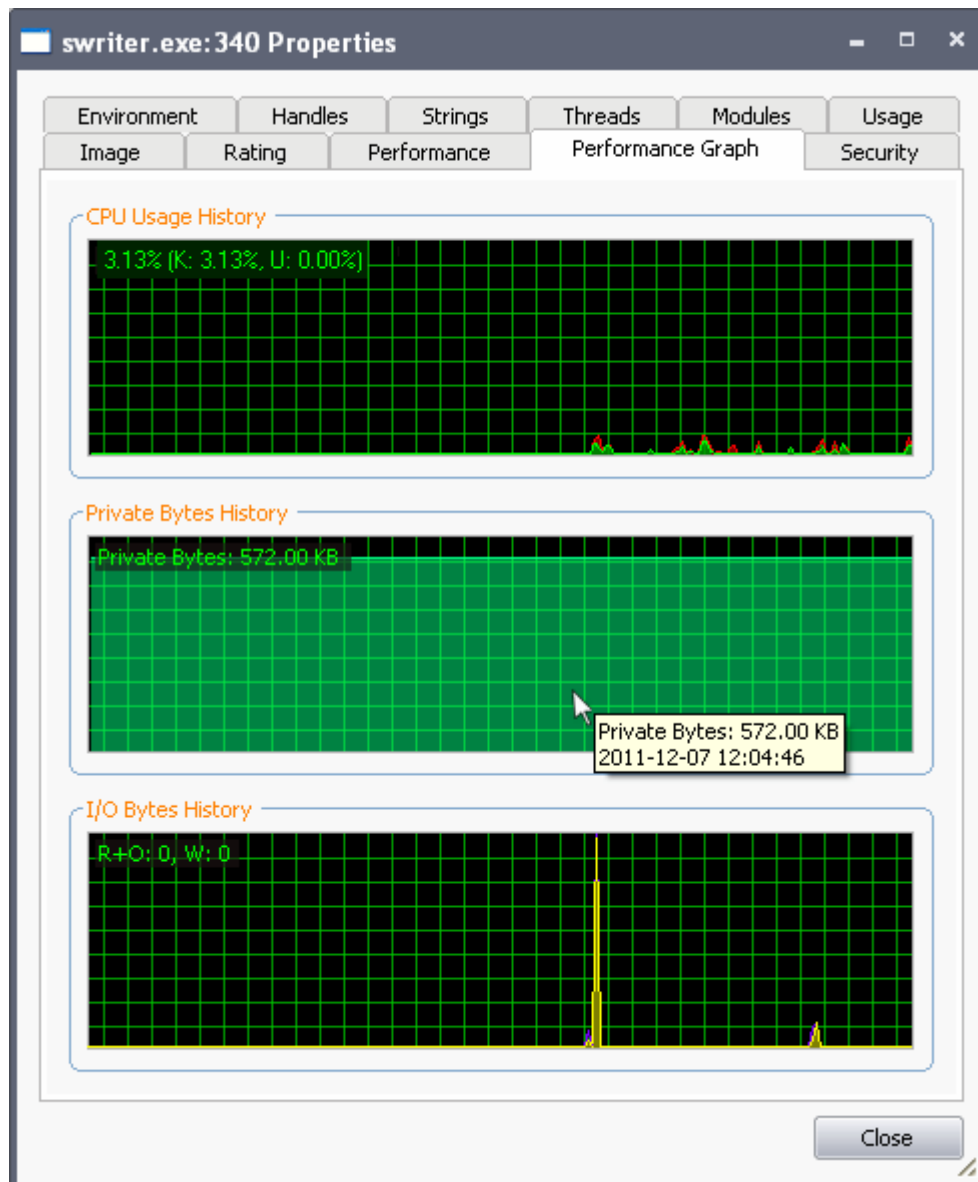 swriter.exe:340 Properties
Environment Handles Strings Threads Modules Usage
Image Rating Performance Performance Graph Security
CPU Usage History
3.13% (K: 3.13%, U: 0.00%)
Private Bytes History
Private Bytes: 572.00 KB
Private Bytes: 572.00 KB
2011-12-07 12:04:46
I/O Bytes History
R+O: 0, W: 0
Close